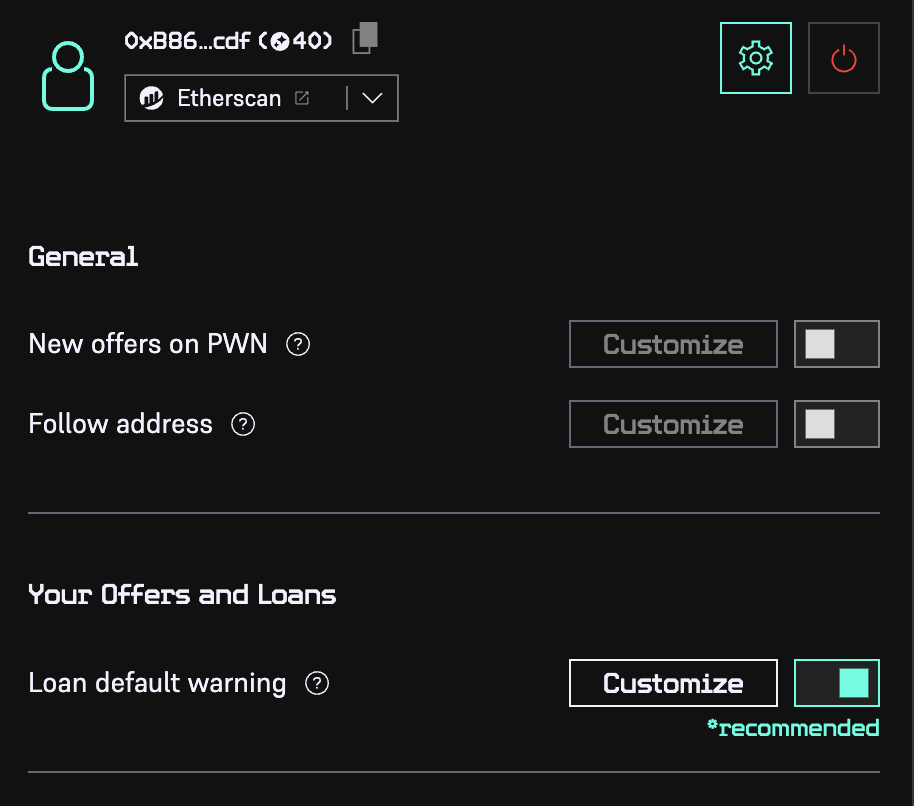 0xB86...cdf (40)
Etherscan
General
New offers on PWN ?
Customize
Follow address ?
Customize
Your Offers and Loans
Loan default warning ?
Customize
*recommended